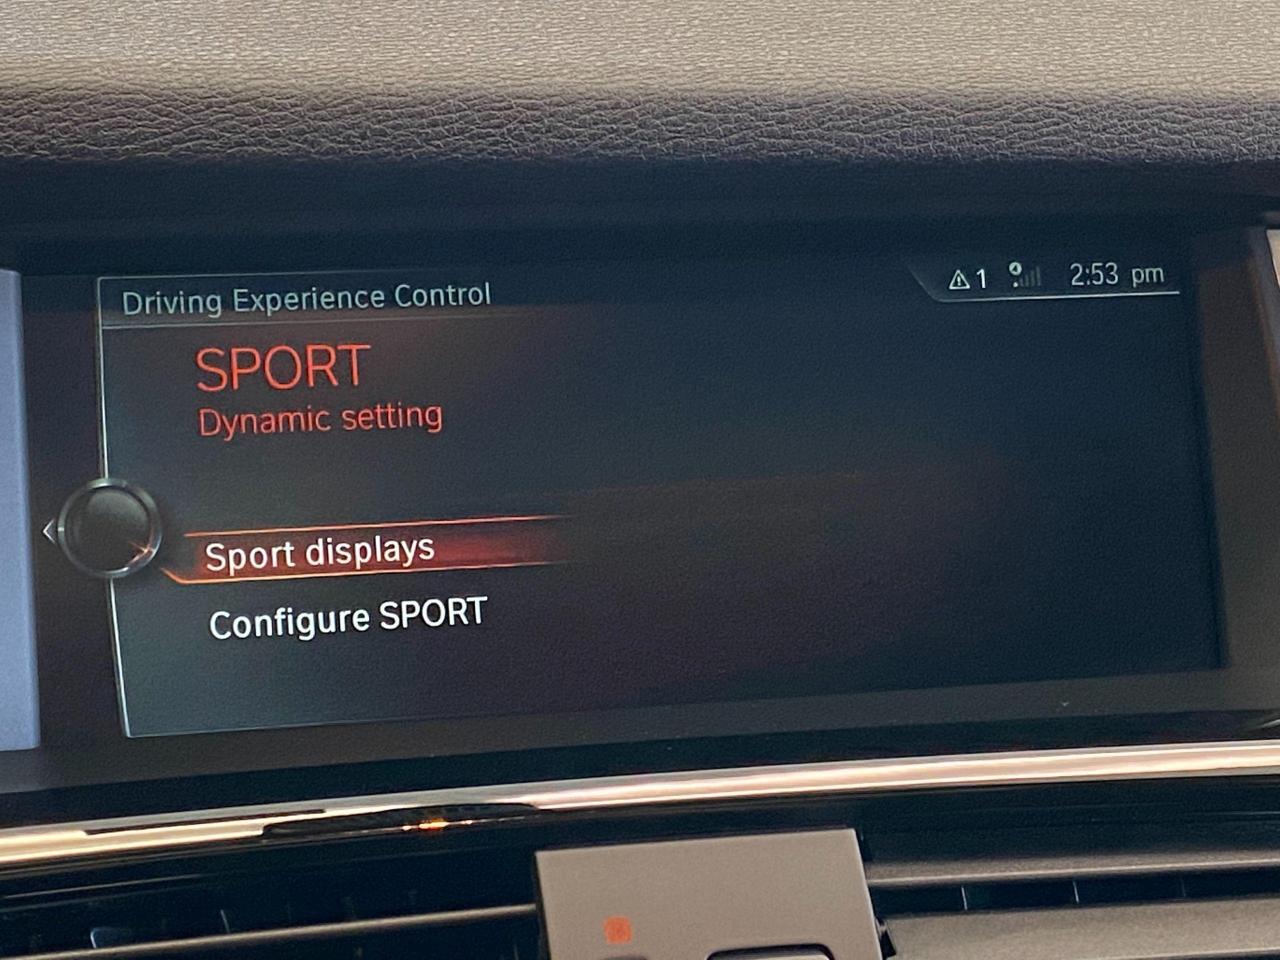 Driving Experience Control
1
2:53 pm
SPORT
Dynamic setting
Sport displays
Configure SPORT